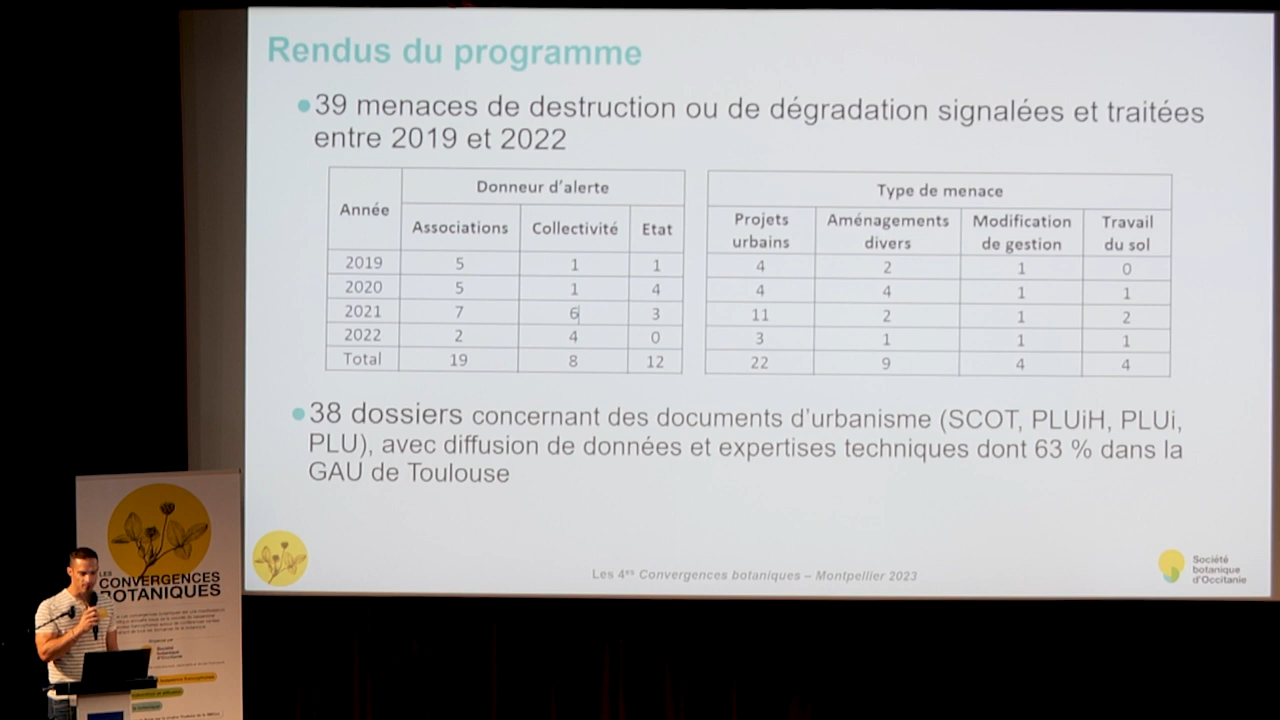 Rendus du programme
39 menaces de destruction ou de dégradation signalées et traitées
entre 2019 et 2022
Année Donneur d'alerte
Associations Collectivité Etat
2019 5 1 1
2020 5 1 4
2021 7 6 3
2022 2 4 0
Total 19 8 12
Type de menace
Projets urbains Aménagements divers Modification de gestion Travail du sol
4 2 1 0
4 4 1 1
11 2 1 2
3 1 1 1
22 9 4 4
38 dossiers concernant des documents d'urbanisme (SCOT, PLUiH, PLUi,
PLU), avec diffusion de données et expertises techniques dont 63 % dans la
GAU de Toulouse
Les 4es Convergences botaniques – Montpellier 2023
Société
botanique
d'Occitanie
LES
CONVERGENCES
BOTANIQUES
Société
botanique
d'Occitanie